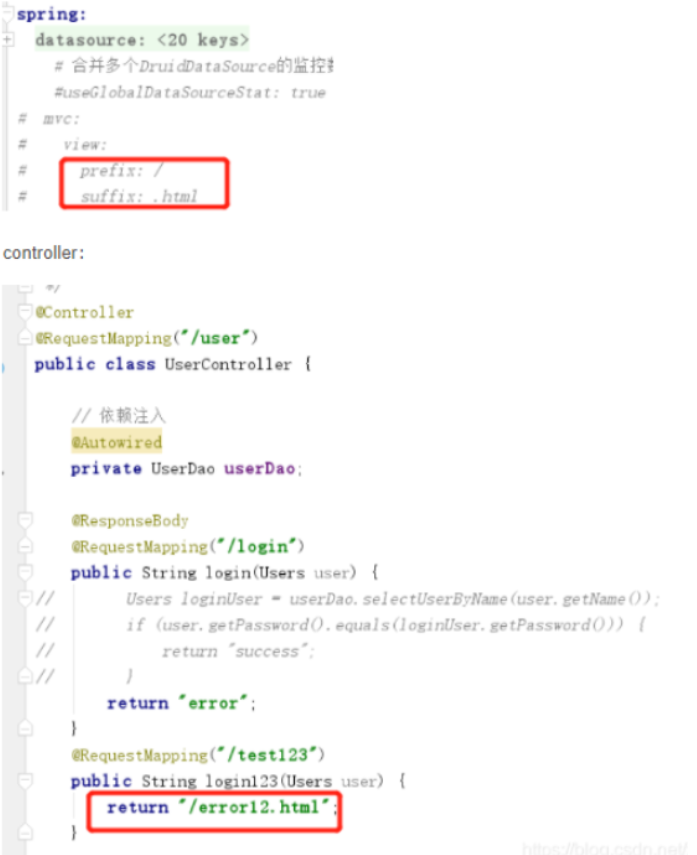 spring:
datasource: <20 keys>
# 合并多个DruidDataSource的监控
#useGlobalDataSourceStat: true
# mvc:
# view:
# prefix: /
# suffix: .html
controller：
*/
@Controller
@RequestMapping("/user")
public class UserController {
// 依赖注入
@Autowired
private UserDao userDao;
@ResponseBody
@RequestMapping("/login")
public String login(Users user) {
// Users loginUser = userDao.selectUserByName(user.getName());
// if (user.getPassword().equals(loginUser.getPassword())) {
// return "success";
// }
return "error";
}
@RequestMapping("/test123")
public String login123(Users user) {
return "/error12.html";
}
https://blog.csdn.net/